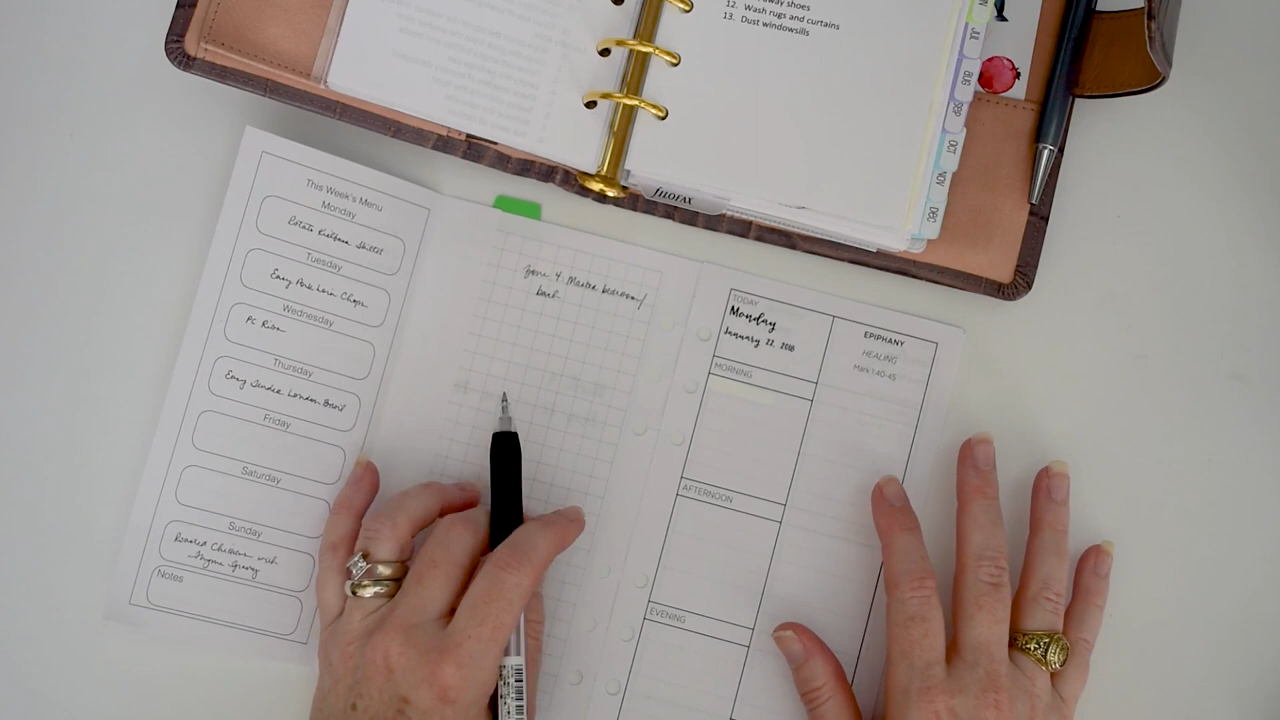 away shoes
12. Wash rugs and curtains
13. Dust windowsills
JUL
AUG
SEP
OCT
NOV
DEC
filofax
This Week's Menu
Monday
Potato Kielbasa Skillet
Tuesday
Easy Pork Loin Chops
Wednesday
PC Ribs
Thursday
Easy Tender London Broil
Friday
Saturday
Sunday
Roasted Chicken with
Thyme Gravy
Notes
Zone 4: Master bedroom/
bath
TODAY
Monday
January 22, 2018
MORNING
AFTERNOON
EVENING
EPIPHANY
HEALING
Mark 1:40-45